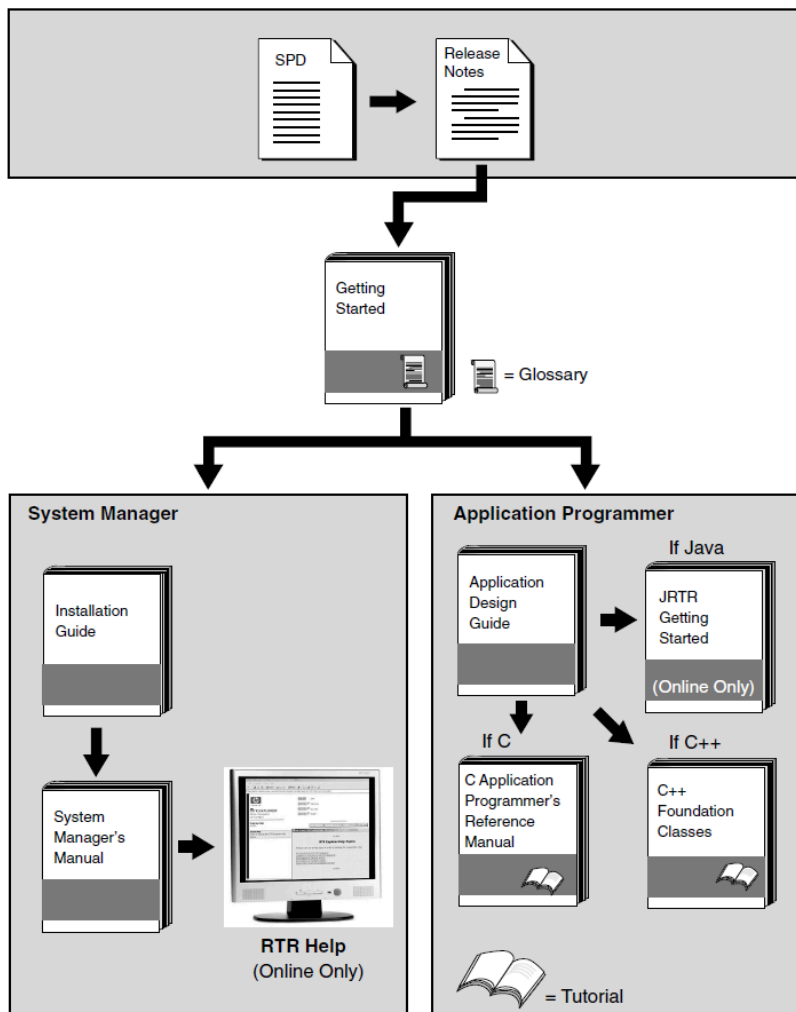 SPD
Release
Notes
Getting
Started
= Glossary
System Manager
Installation
Guide
System
Manager's
Manual
RTR Help
(Online Only)
Application Programmer
Application
Design
Guide
If Java
JRTR
Getting
Started
(Online Only)
If C
C Application
Programmer's
Reference
Manual
If C++
C++
Foundation
Classes
= Tutorial